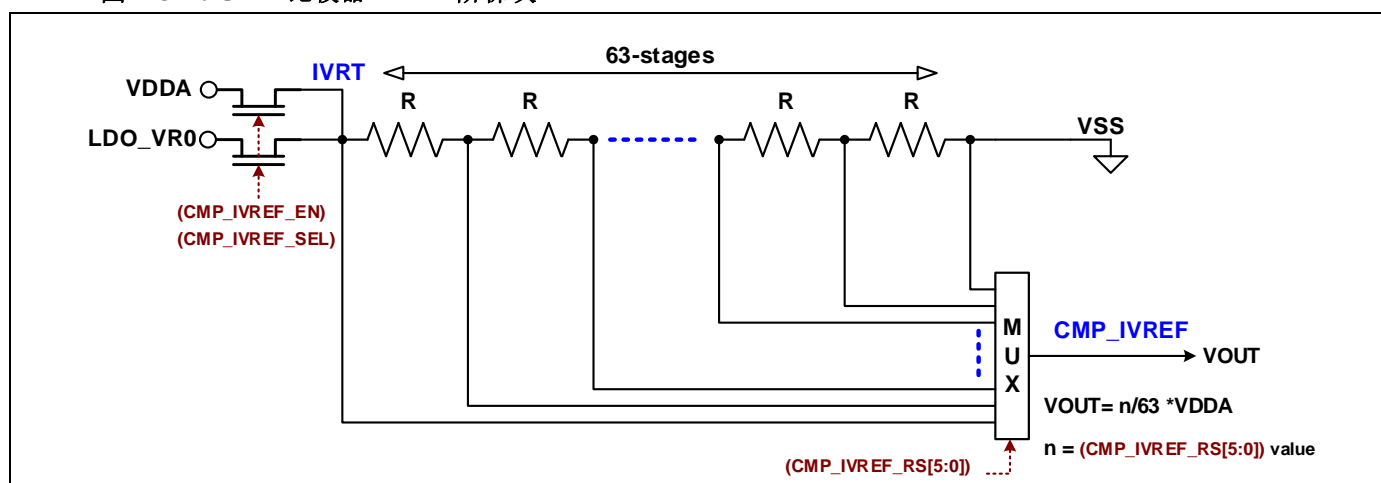 63-stages
IVRT
VDDA
R R R R
LDO_VR0
VSS
(CMP_IVREF_EN)
(CMP_IVREF_SEL)
MUX
CMP_IVREF
VOUT
VOUT= n/63 *VDDA
n = (CMP_IVREF_RS[5:0]) value
(CMP_IVREF_RS[5:0])